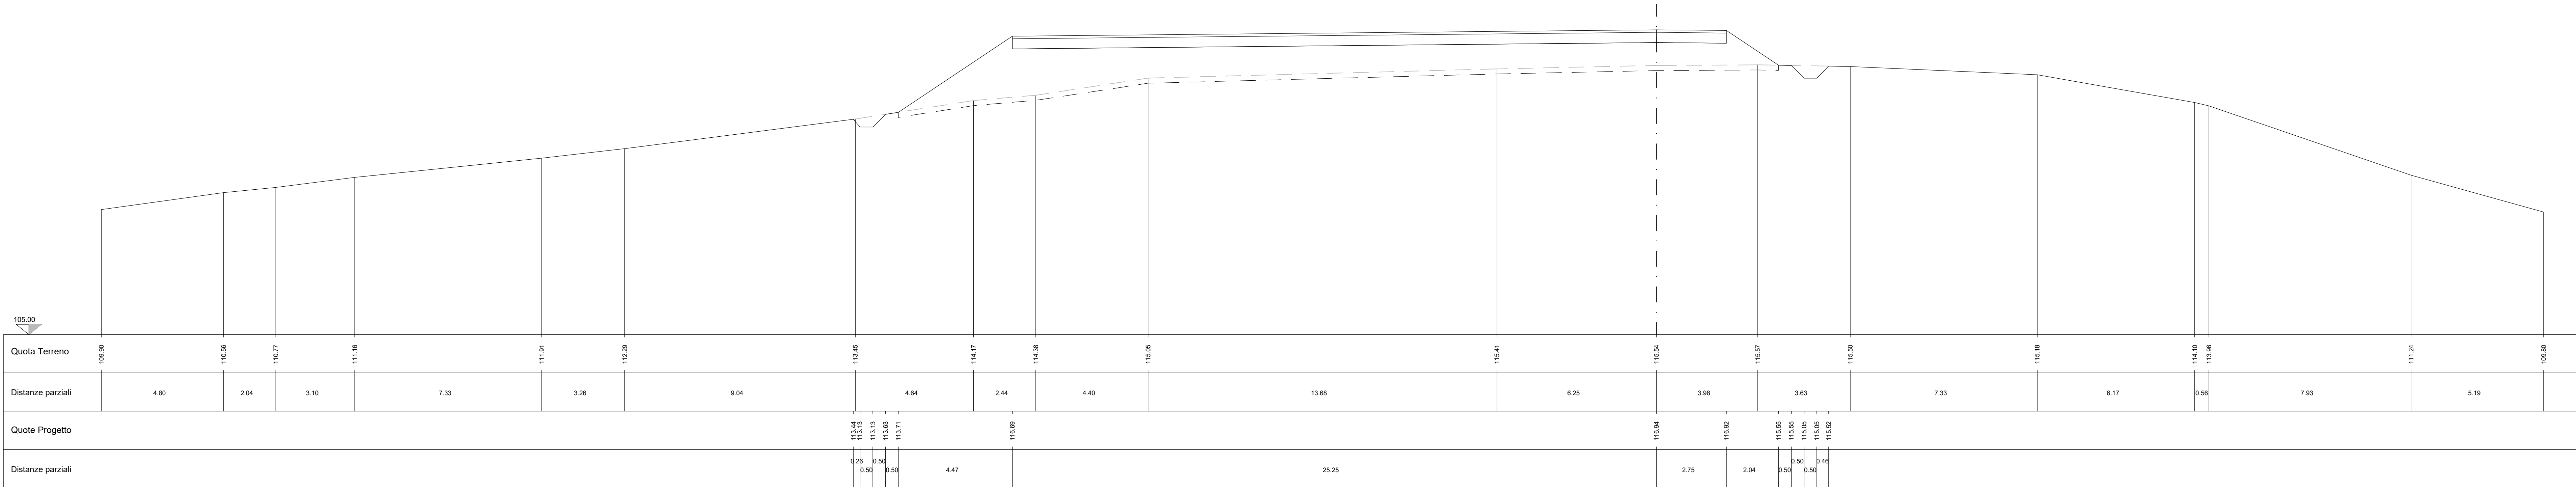 105.00
Quota Terreno 109.90 110.56 110.77 111.16 111.91 112.29 113.45 114.17 114.38 115.05 115.41 115.54 115.57 115.50 115.18 114.10 113.96 111.24 109.80
Distanze parziali 4.80 2.04 3.10 7.33 3.26 9.04 4.64 2.44 4.40 13.68 6.25 3.98 3.63 7.33 6.17 0.56 7.93 5.19
Quote Progetto 113.44 113.13 113.13 113.63 113.71 116.69 116.94 116.92 115.55 115.55 115.05 115.05 115.52
Distanze parziali 0.26 0.50 0.50 0.50 4.47 25.25 2.75 2.04 0.50 0.50 0.50 0.46